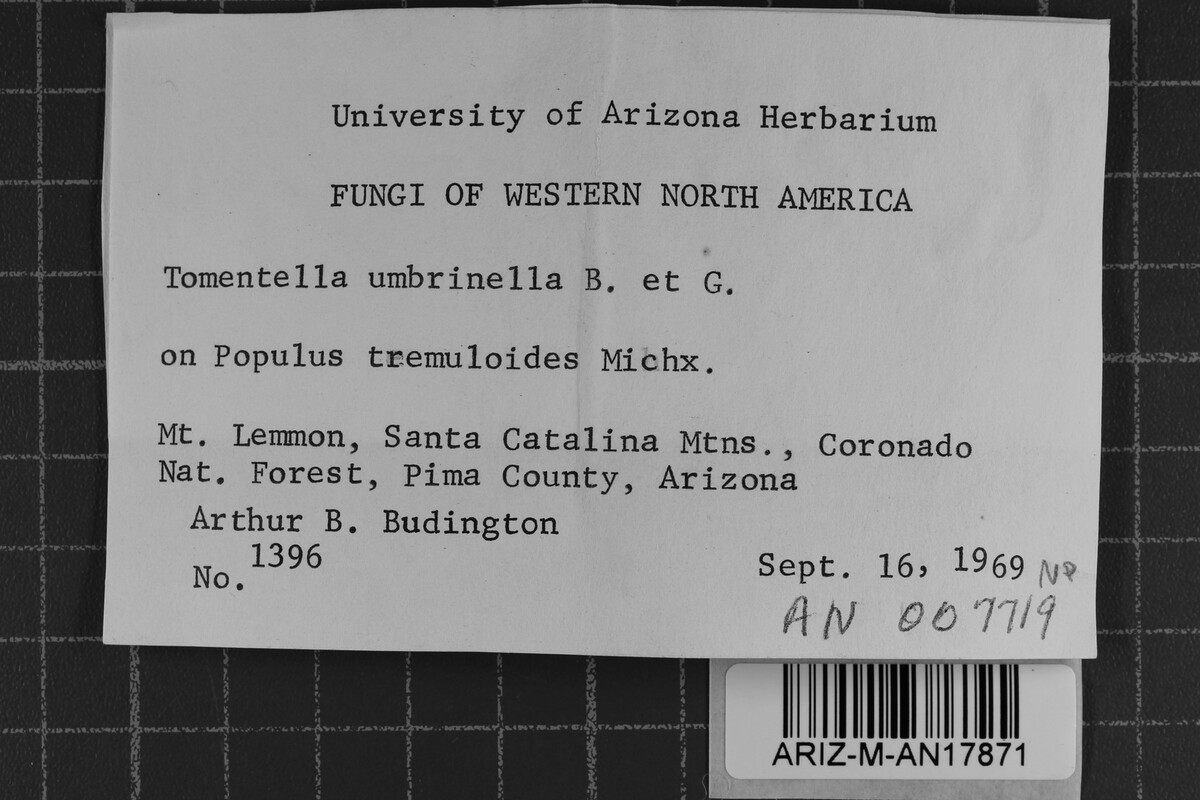 University of Arizona Herbarium
FUNGI OF WESTERN NORTH AMERICA
Tomentella umbrinella B. et G.
on Populus tremuloides Michx.
Mt. Lemmon, Santa Catalina Mtns., Coronado
Nat. Forest, Pima County, Arizona
Arthur B. Budington
No. 1396
Sept. 16, 1969
AN 007719
ARIZ-M-AN17871